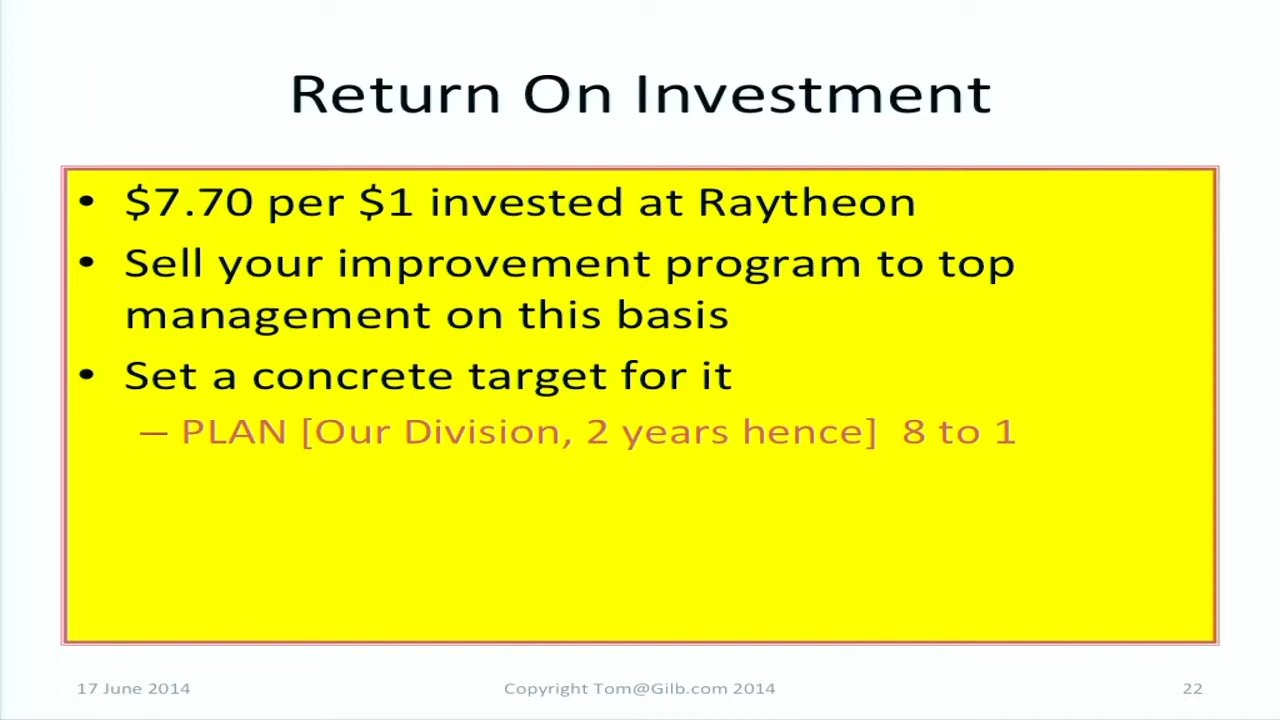 Return On Investment
• $7.70 per $1 invested at Raytheon
• Sell your improvement program to top
management on this basis
• Set a concrete target for it
– PLAN [Our Division, 2 years hence]  8 to 1
17 June 2014
Copyright Tom@Gilb.com 2014
22